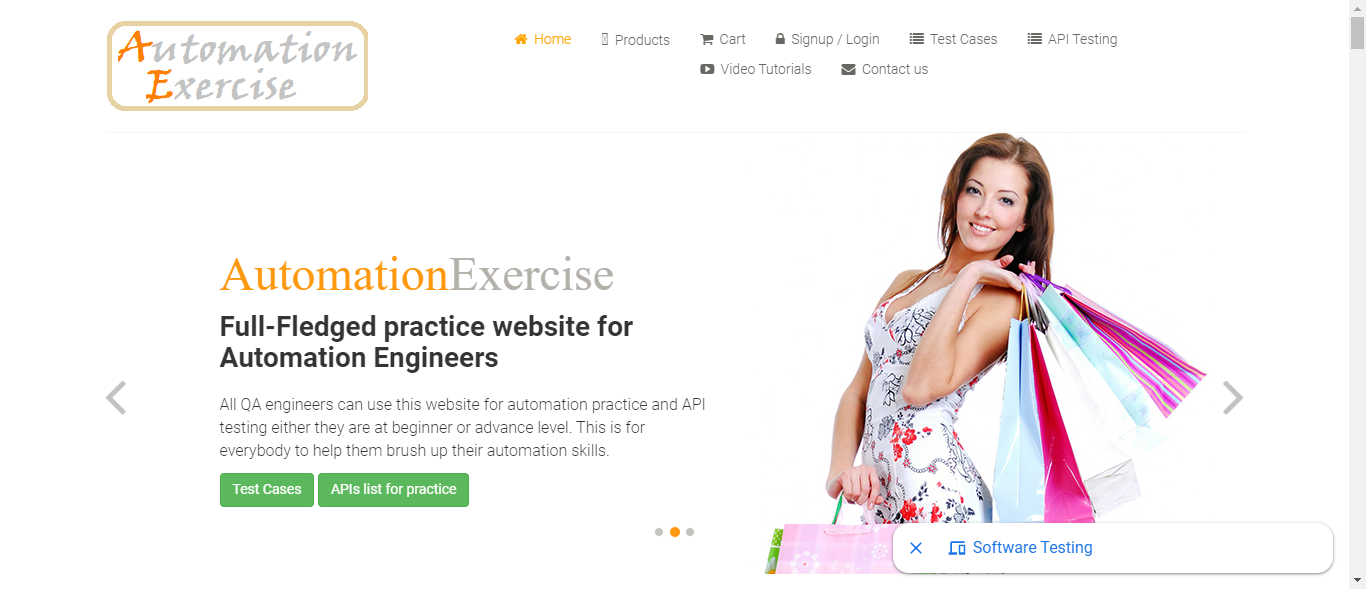 Automation
Exercise
Home Products Cart Signup / Login Test Cases API Testing
Video Tutorials Contact us
AutomationExercise
Full-Fledged practice website for
Automation Engineers
All QA engineers can use this website for automation practice and API
testing either they are at beginner or advance level. This is for
everybody to help them brush up their automation skills.
Test Cases APIs list for practice
Software Testing